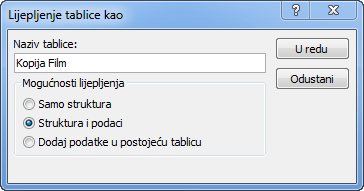 Lijepljenje tablice kao
Naziv tablice:
Kopija Film
U redu
Odustani
Mogućnosti lijepljenja
Samo struktura
Struktura i podaci
Dodaj podatke u postojeću tablicu